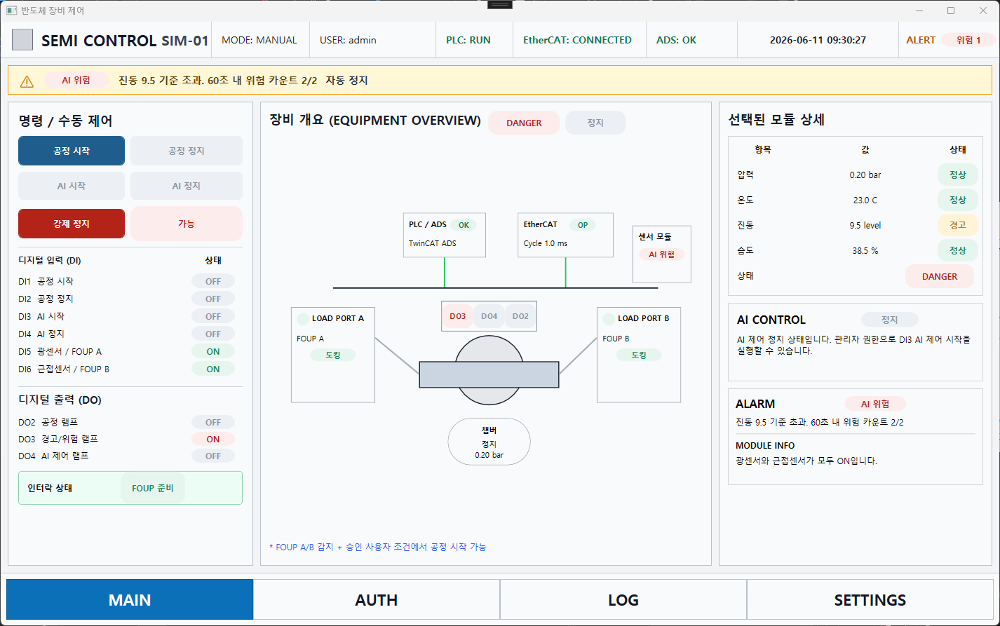 반도체 장비 제어
SEMI CONTROL SIM-01
MODE: MANUAL
USER: admin
PLC: RUN
EtherCAT: CONNECTED
ADS: OK
2026-06-11 09:30:27
ALERT 위험 1
AI 위험 진동 9.5 기준 초과. 60초 내 위험 카운트 2/2 자동 정지
명령 / 수동 제어
공정 시작 공정 정지
AI 시작 AI 정지
강제 정지 가능
디지털 입력 (DI) 상태
DI1 공정 시작 OFF
DI2 공정 정지 OFF
DI3 AI 시작 OFF
DI4 AI 정지 OFF
DI5 광센서 / FOUP A ON
DI6 근접센서 / FOUP B ON
디지털 출력 (DO)
DO2 공정 램프 OFF
DO3 경고/위험 램프 ON
DO4 AI 제어 램프 OFF
인터락 상태 FOUP 준비
장비 개요 (EQUIPMENT OVERVIEW) DANGER 정지
PLC / ADS OK
TwinCAT ADS
EtherCAT OP
Cycle 1.0 ms
센서 모듈
AI 위험
DO3 DO4 DO2
LOAD PORT A
FOUP A
도킹
LOAD PORT B
FOUP B
도킹
챔버
정지
0.20 bar
* FOUP A/B 감지 + 승인 사용자 조건에서 공정 시작 가능
선택된 모듈 상세
항목 값 상태
압력 0.20 bar 정상
온도 23.0 C 정상
진동 9.5 level 경고
습도 38.5 % 정상
상태 DANGER
AI CONTROL 정지
AI 제어 정지 상태입니다. 관리자 권한으로 DI3 AI 제어 시작을
실행할 수 있습니다.
ALARM AI 위험
진동 9.5 기준 초과. 60초 내 위험 카운트 2/2
MODULE INFO
광센서와 근접센서가 모두 ON입니다.
MAIN AUTH LOG SETTINGS